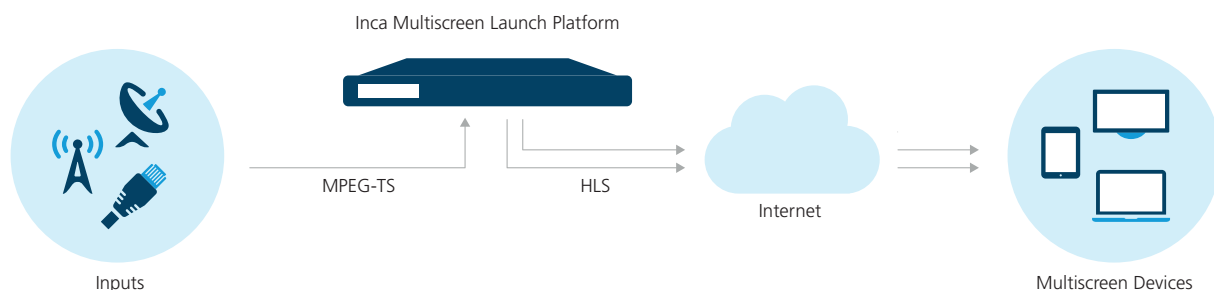 Inca Multiscreen Launch Platform
MPEG-TS
HLS
Internet
Inputs
Multiscreen Devices